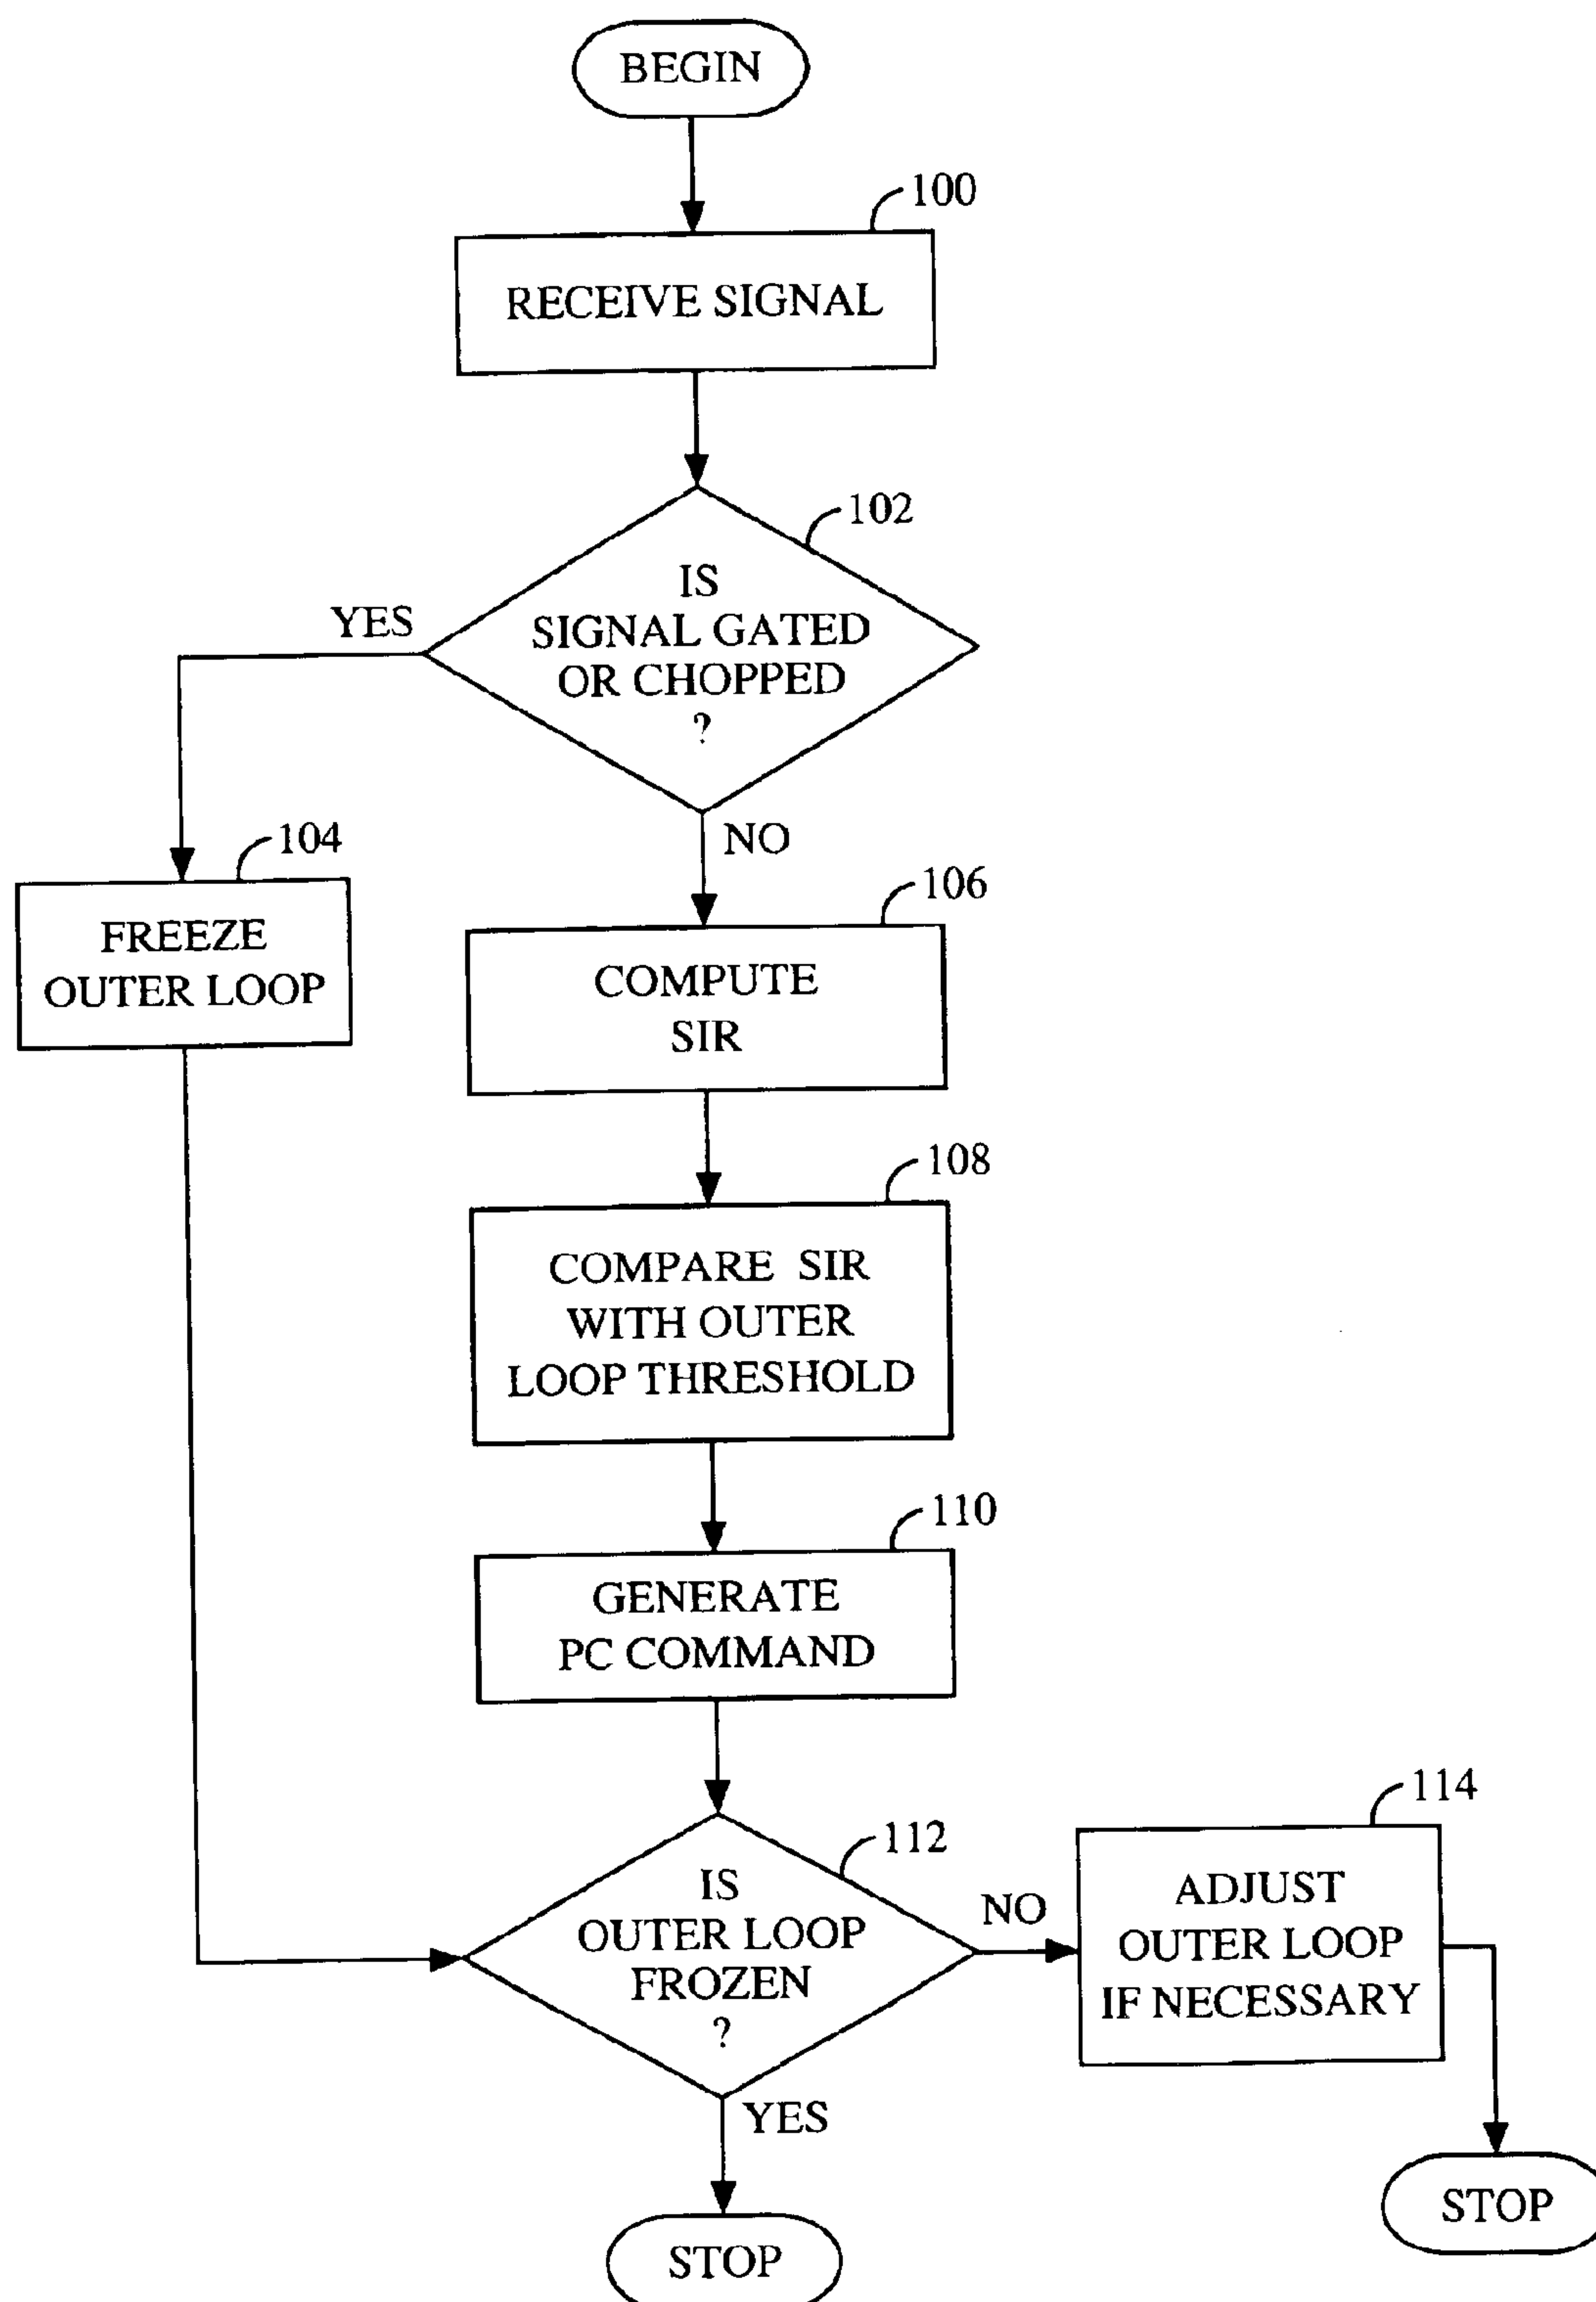 BEGIN
100
RECEIVE SIGNAL
102
IS
SIGNAL GATED
OR CHOPPED
?
YES
NO
104
FREEZE
OUTER LOOP
106
COMPUTE
SIR
108
COMPARE SIR
WITH OUTER
LOOP THRESHOLD
110
GENERATE
PC COMMAND
112
IS
OUTER LOOP
FROZEN
?
NO
YES
114
ADJUST
OUTER LOOP
IF NECESSARY
STOP
STOP